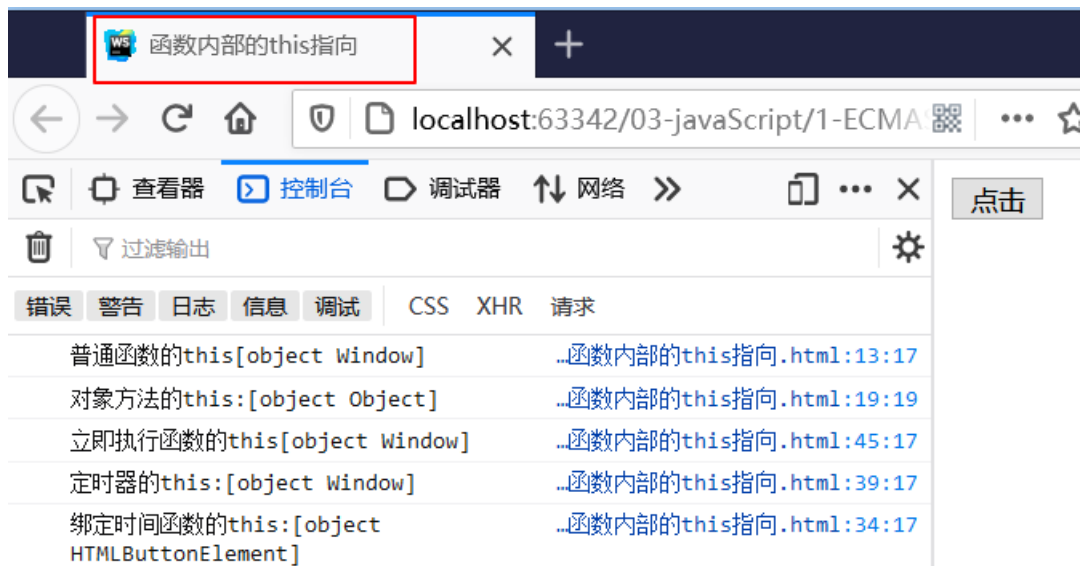 WS 函数内部的this指向
localhost:63342/03-javaScript/1-ECMAS
查看器 控制台 调试器 网络
点击
过滤输出
错误 警告 日志 信息 调试 CSS XHR 请求
普通函数的this[object Window] …函数内部的this指向.html:13:17
对象方法的this:[object Object] …函数内部的this指向.html:19:19
立即执行函数的this[object Window] …函数内部的this指向.html:45:17
定时器的this:[object Window] …函数内部的this指向.html:39:17
绑定时间函数的this:[object …函数内部的this指向.html:34:17
HTMLButtonElement]